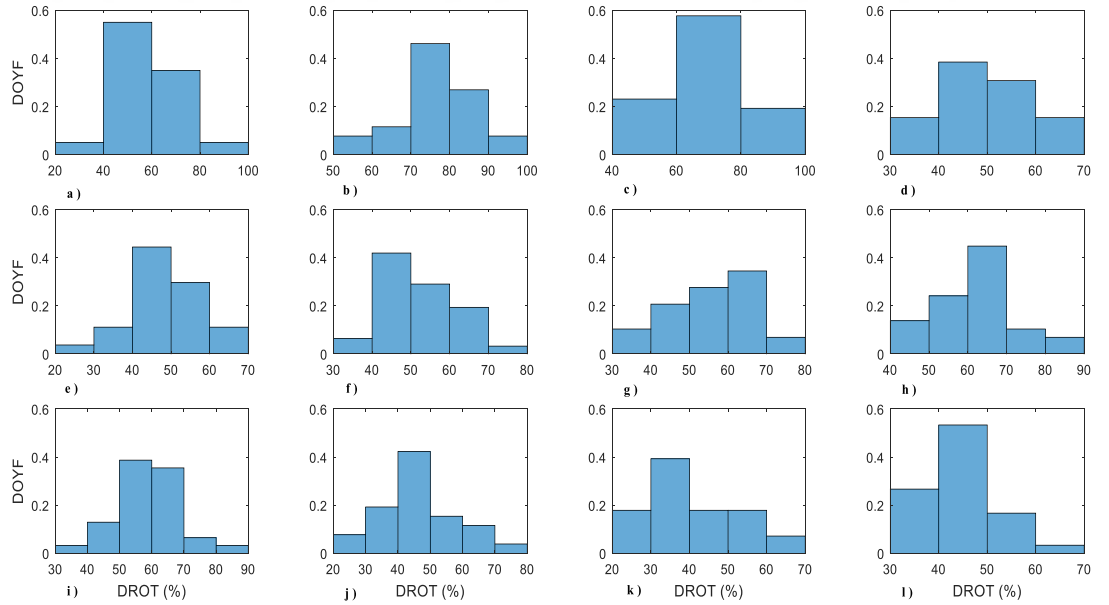 0.6 0.6 0.6 0.6
0.4 0.4 0.4 0.4
DOYF
0.2 0.2 0.2 0.2
0 0 0 0
20 40 60 80 100 50 60 70 80 90 100 40 60 80 100 30 40 50 60 70
a ) b ) c ) d )
0.6 0.6 0.6 0.6
0.4 0.4 0.4 0.4
DOYF
0.2 0.2 0.2 0.2
0 0 0 0
20 30 40 50 60 70 30 40 50 60 70 80 30 40 50 60 70 80 40 50 60 70 80 90
e ) f ) g ) h )
0.6 0.6 0.6 0.6
0.4 0.4 0.4 0.4
DOYF
0.2 0.2 0.2 0.2
0 0 0 0
30 40 50 60 70 80 90 20 30 40 50 60 70 80 20 30 40 50 60 70 30 40 50 60 70
i ) DROT (%) j ) DROT (%) k ) DROT (%) l ) DROT (%)